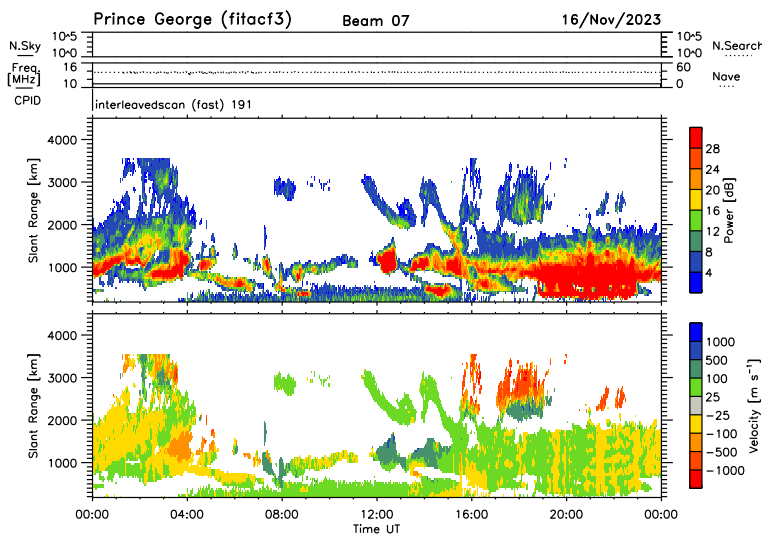 Prince George (fitacf3) Beam 07 16/Nov/2023
N.Sky 10^5 10^5 N.Search
10^0 10^0
Freq. 16 60 Nave
[MHz] 10 0
CPID interleavedscan (fast) 191
Slant Range [km]
4000
3000
2000
1000
Power [dB]
28
24
20
16
12
8
4
Slant Range [km]
4000
3000
2000
1000
Velocity [m s⁻¹]
1000
500
100
25
-25
-100
-500
-1000
00:00 04:00 08:00 12:00 16:00 20:00 00:00
Time UT